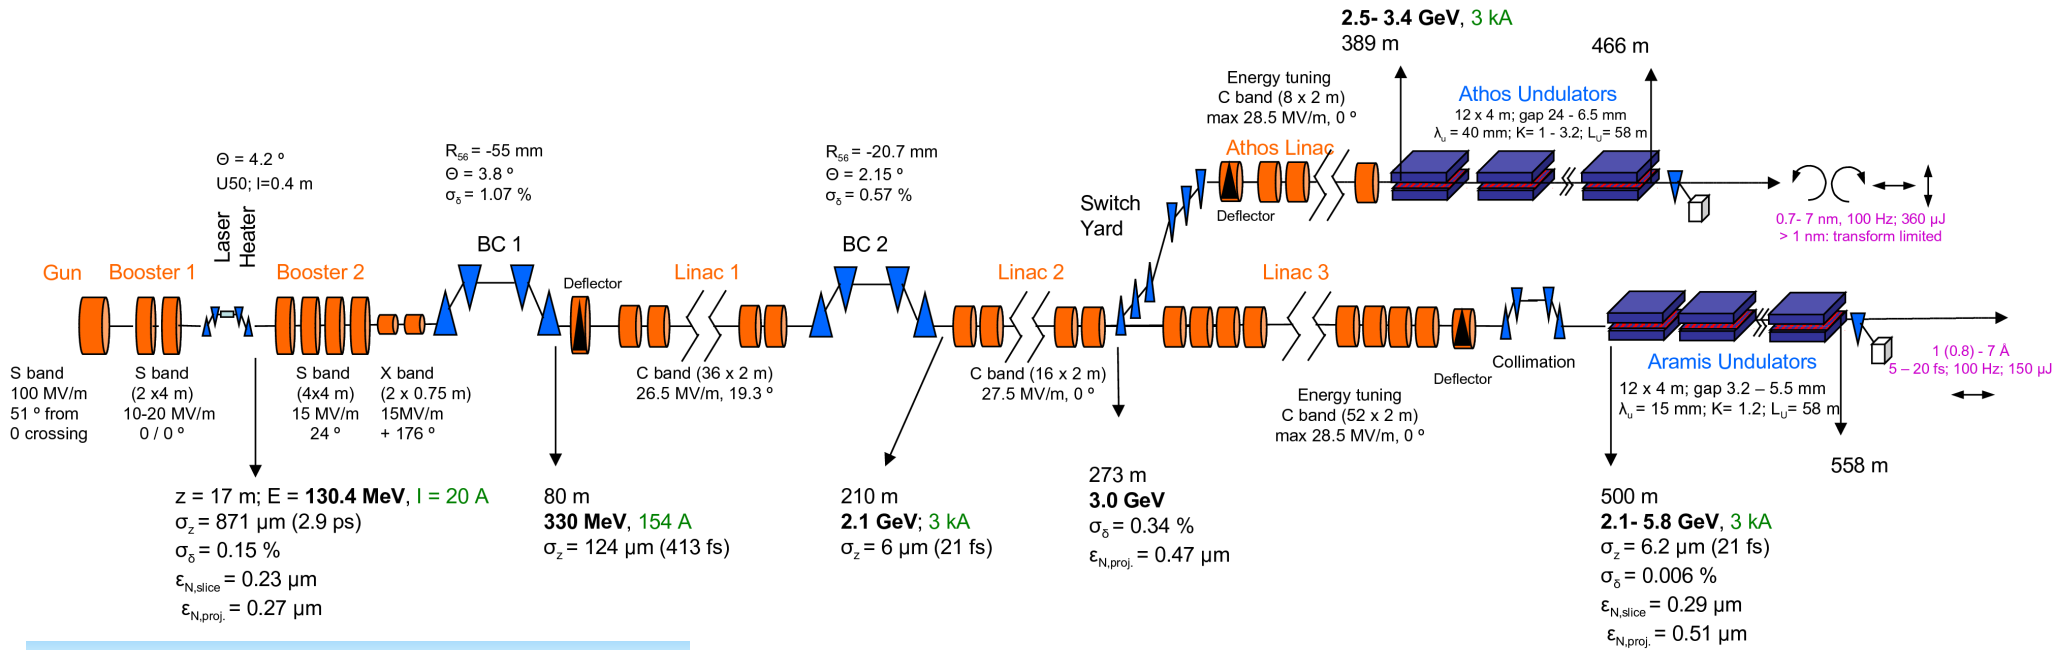 2.5- 3.4 GeV, 3 kA
389 m
466 m
Energy tuning
C band (8 x 2 m)
max 28.5 MV/m, 0 º
Athos Linac
Athos Undulators
12 x 4 m; gap 24 - 6.5 mm
λu = 40 mm; K= 1 - 3.2; LU= 58 m
Θ = 4.2 º
U50; l=0.4 m
R56 = -55 mm
Θ = 3.8 º
σδ = 1.07 %
R56 = -20.7 mm
Θ = 2.15 º
σδ = 0.57 %
Switch
Yard
Deflector
0.7- 7 nm, 100 Hz; 360 µJ
> 1 nm: transform limited
Laser
Heater
BC 1
BC 2
Gun
Booster 1
Booster 2
Deflector
Linac 1
Linac 2
Linac 3
S band
100 MV/m
51 º from
0 crossing
S band
(2 x4 m)
10-20 MV/m
0 / 0 º
S band
(4x4 m)
15 MV/m
24 º
X band
(2 x 0.75 m)
15MV/m
+ 176 º
C band (36 x 2 m)
26.5 MV/m, 19.3 º
C band (16 x 2 m)
27.5 MV/m, 0 º
Energy tuning
C band (52 x 2 m)
max 28.5 MV/m, 0 º
Deflector
Collimation
Aramis Undulators
12 x 4 m; gap 3.2 – 5.5 mm
λu = 15 mm; K= 1.2; LU= 58 m
1 (0.8) - 7 Å
5 – 20 fs; 100 Hz; 150 µJ
z = 17 m; E = 130.4 MeV, I = 20 A
σz = 871 µm (2.9 ps)
σδ = 0.15 %
εN,slice = 0.23 µm
εN,proj. = 0.27 µm
80 m
330 MeV, 154 A
σz = 124 µm (413 fs)
210 m
2.1 GeV; 3 kA
σz = 6 µm (21 fs)
273 m
3.0 GeV
σδ = 0.34 %
εN,proj. = 0.47 µm
500 m
2.1- 5.8 GeV, 3 kA
σz = 6.2 µm (21 fs)
σδ = 0.006 %
εN,slice = 0.29 µm
εN,proj. = 0.51 µm
558 m